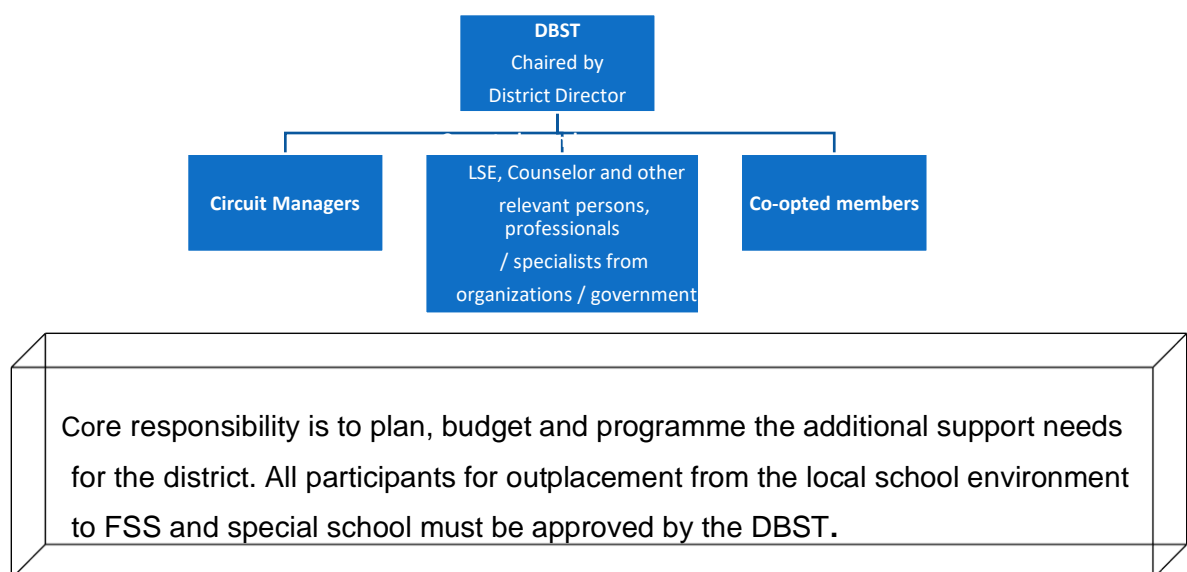 DBST
Chaired by
District Director
Circuit Managers
LSE, Counselor and other
relevant persons,
professionals
/ specialists from
organizations / government
Co-opted members
Core responsibility is to plan, budget and programme the additional support needs
for the district. All participants for outplacement from the local school environment
to FSS and special school must be approved by the DBST.